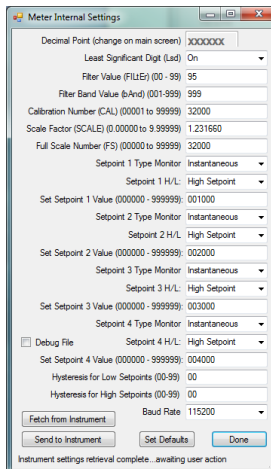 Meter Internal Settings
Decimal Point (change on main screen) XXXXXX
Least Significant Digit (Lsd) On
Filter Value (FILtEr) (00 - 99) 95
Filter Band Value (bAnd) (001-999) 999
Calibration Number (CAL) (00001 to 99999) 32000
Scale Factor (SCALE) (0.00000 to 9.99999) 1.231660
Full Scale Number (FS) (00000 to 99999) 32000
Setpoint 1 Type Monitor Instantaneous
Setpoint 1 H/L: High Setpoint
Set Setpoint 1 Value (000000 - 999999): 001000
Setpoint 2 Type Monitor Instantaneous
Setpoint 2 H/L High Setpoint
Set Setpoint 2 Value (000000 - 999999): 002000
Setpoint 3 Type Monitor Instantaneous
Setpoint 3 H/L: High Setpoint
Set Setpoint 3 Value (000000 - 999999): 003000
Setpoint 4 Type Monitor Instantaneous
Debug File Setpoint 4 H/L: High Setpoint
Set Setpoint 4 Value (000000 - 999999): 004000
Hysteresis for Low Setpoints (00-99) 00
Hysteresis for High Setpoints (00-99) 00
Fetch from Instrument Baud Rate 115200
Send to Instrument Set Defaults Done
Instrument settings retrieval complete...awaiting user action